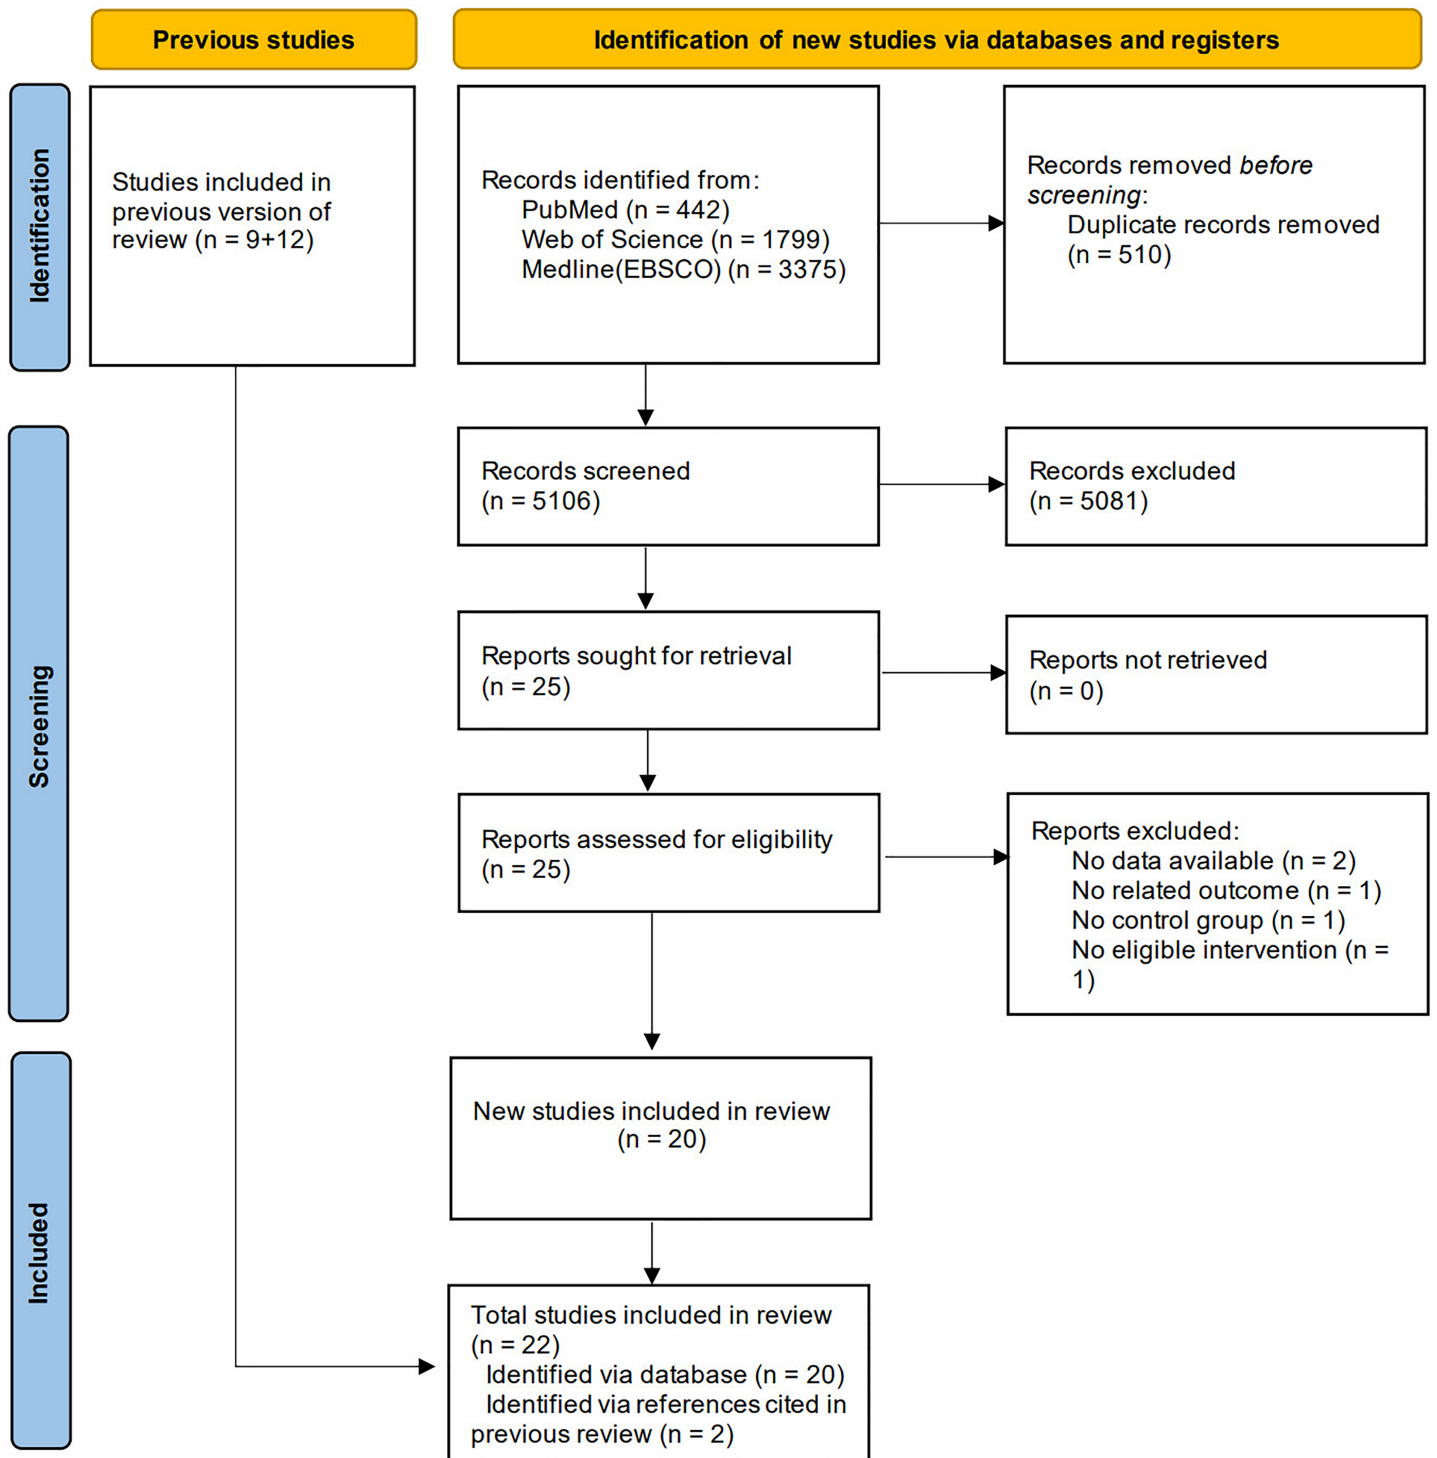 Previous studies
Identification of new studies via databases and registers
Identification
Studies included in
previous version of
review (n = 9+12)
Records identified from:
PubMed (n = 442)
Web of Science (n = 1799)
Medline(EBSCO) (n = 3375)
Records removed before
screening:
Duplicate records removed
(n = 510)
Screening
Records screened
(n = 5106)
Records excluded
(n = 5081)
Reports sought for retrieval
(n = 25)
Reports not retrieved
(n = 0)
Reports assessed for eligibility
(n = 25)
Reports excluded:
No data available (n = 2)
No related outcome (n = 1)
No control group (n = 1)
No eligible intervention (n =
1)
Included
New studies included in review
(n = 20)
Total studies included in review
(n = 22)
Identified via database (n = 20)
Identified via references cited in
previous review (n = 2)